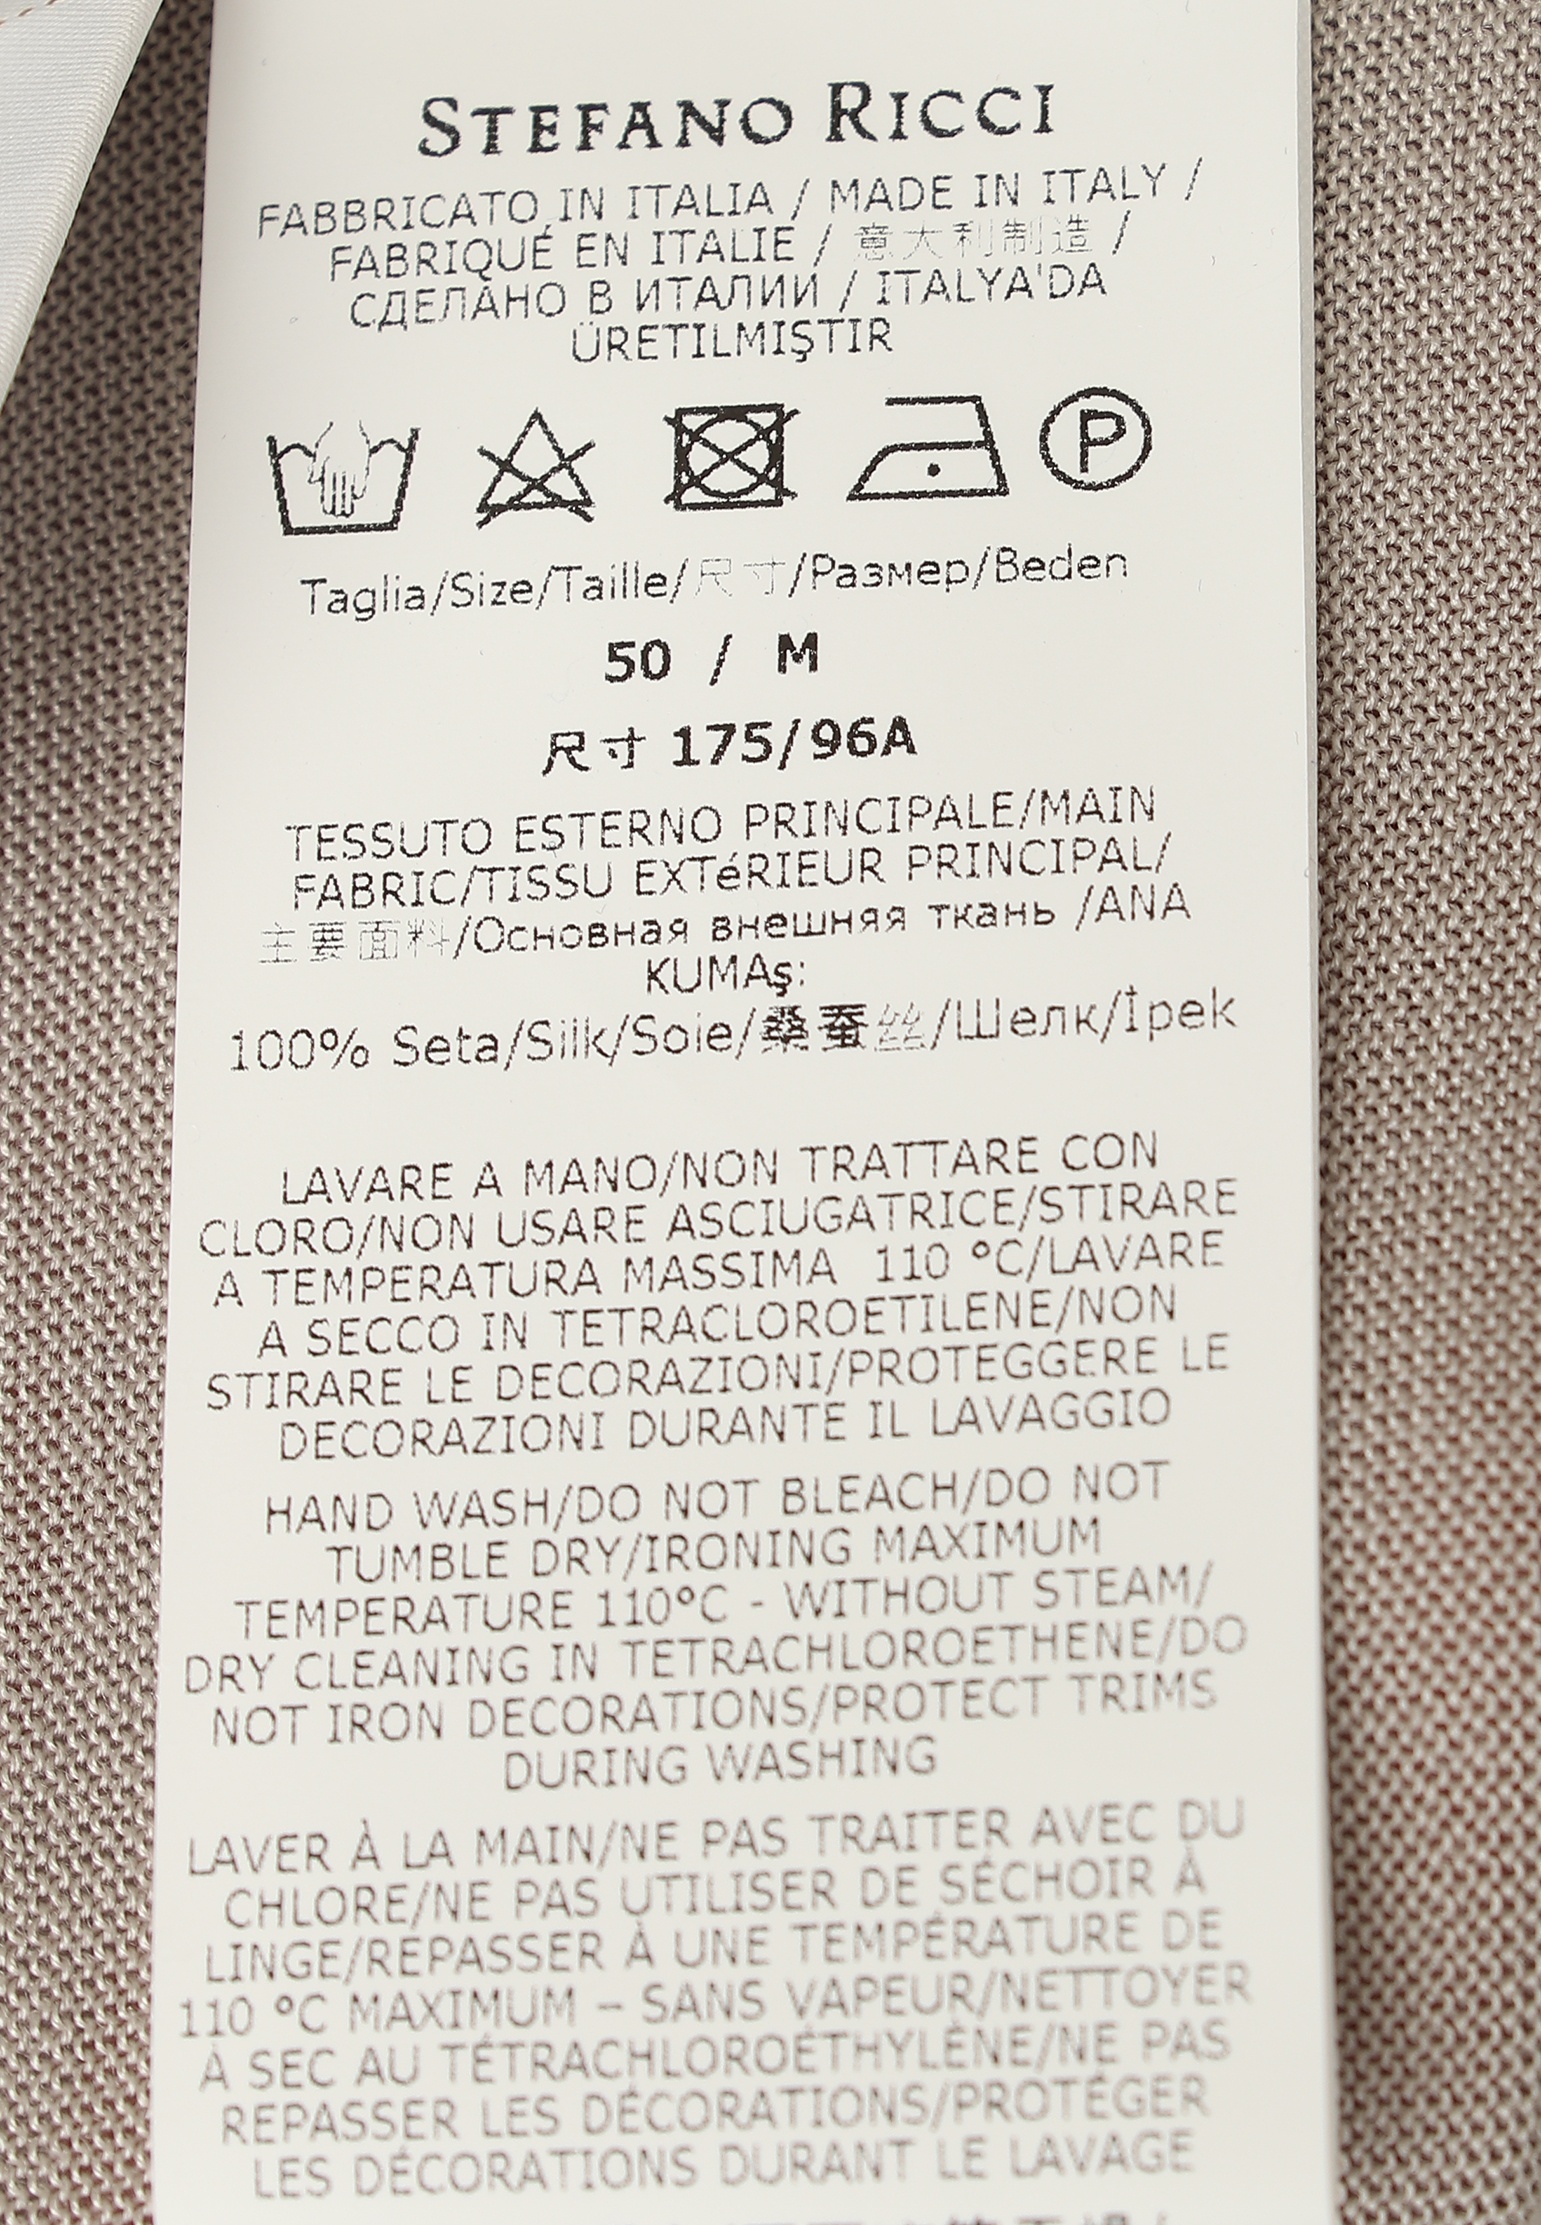 STEFANO RICCI
FABBRICATO IN ITALIA / MADE IN ITALY /
FABRIQUÉ EN ITALIE / 意大利制造 /
СДЕЛАНО В ИТАЛИИ / ITALYA'DA
ÜRETILMIŞTIR
P
Taglia/Size/Taille/尺寸/Размер/Beden
50 / M
尺寸 175/96A
TESSUTO ESTERNO PRINCIPALE/MAIN
FABRIC/TISSU EXTéRIEUR PRINCIPAL/
主要面料/Основная внешняя ткань /ANA
KUMAş:
100% Seta/Silk/Soie/桑蚕丝/Шелк/İpek
LAVARE A MANO/NON TRATTARE CON
CLORO/NON USARE ASCIUGATRICE/STIRARE
A TEMPERATURA MASSIMA 110 °C/LAVARE
A SECCO IN TETRACLOROETILENE/NON
STIRARE LE DECORAZIONI/PROTEGGERE LE
DECORAZIONI DURANTE IL LAVAGGIO
HAND WASH/DO NOT BLEACH/DO NOT
TUMBLE DRY/IRONING MAXIMUM
TEMPERATURE 110°C - WITHOUT STEAM/
DRY CLEANING IN TETRACHLOROETHENE/DO
NOT IRON DECORATIONS/PROTECT TRIMS
DURING WASHING
LAVER À LA MAIN/NE PAS TRAITER AVEC DU
CHLORE/NE PAS UTILISER DE SÉCHOIR À
LINGE/REPASSER À UNE TEMPÉRATURE DE
110 °C MAXIMUM – SANS VAPEUR/NETTOYER
À SEC AU TÉTRACHLOROÉTHYLÈNE/NE PAS
REPASSER LES DÉCORATIONS/PROTÉGER
LES DÉCORATIONS DURANT LE LAVAGE